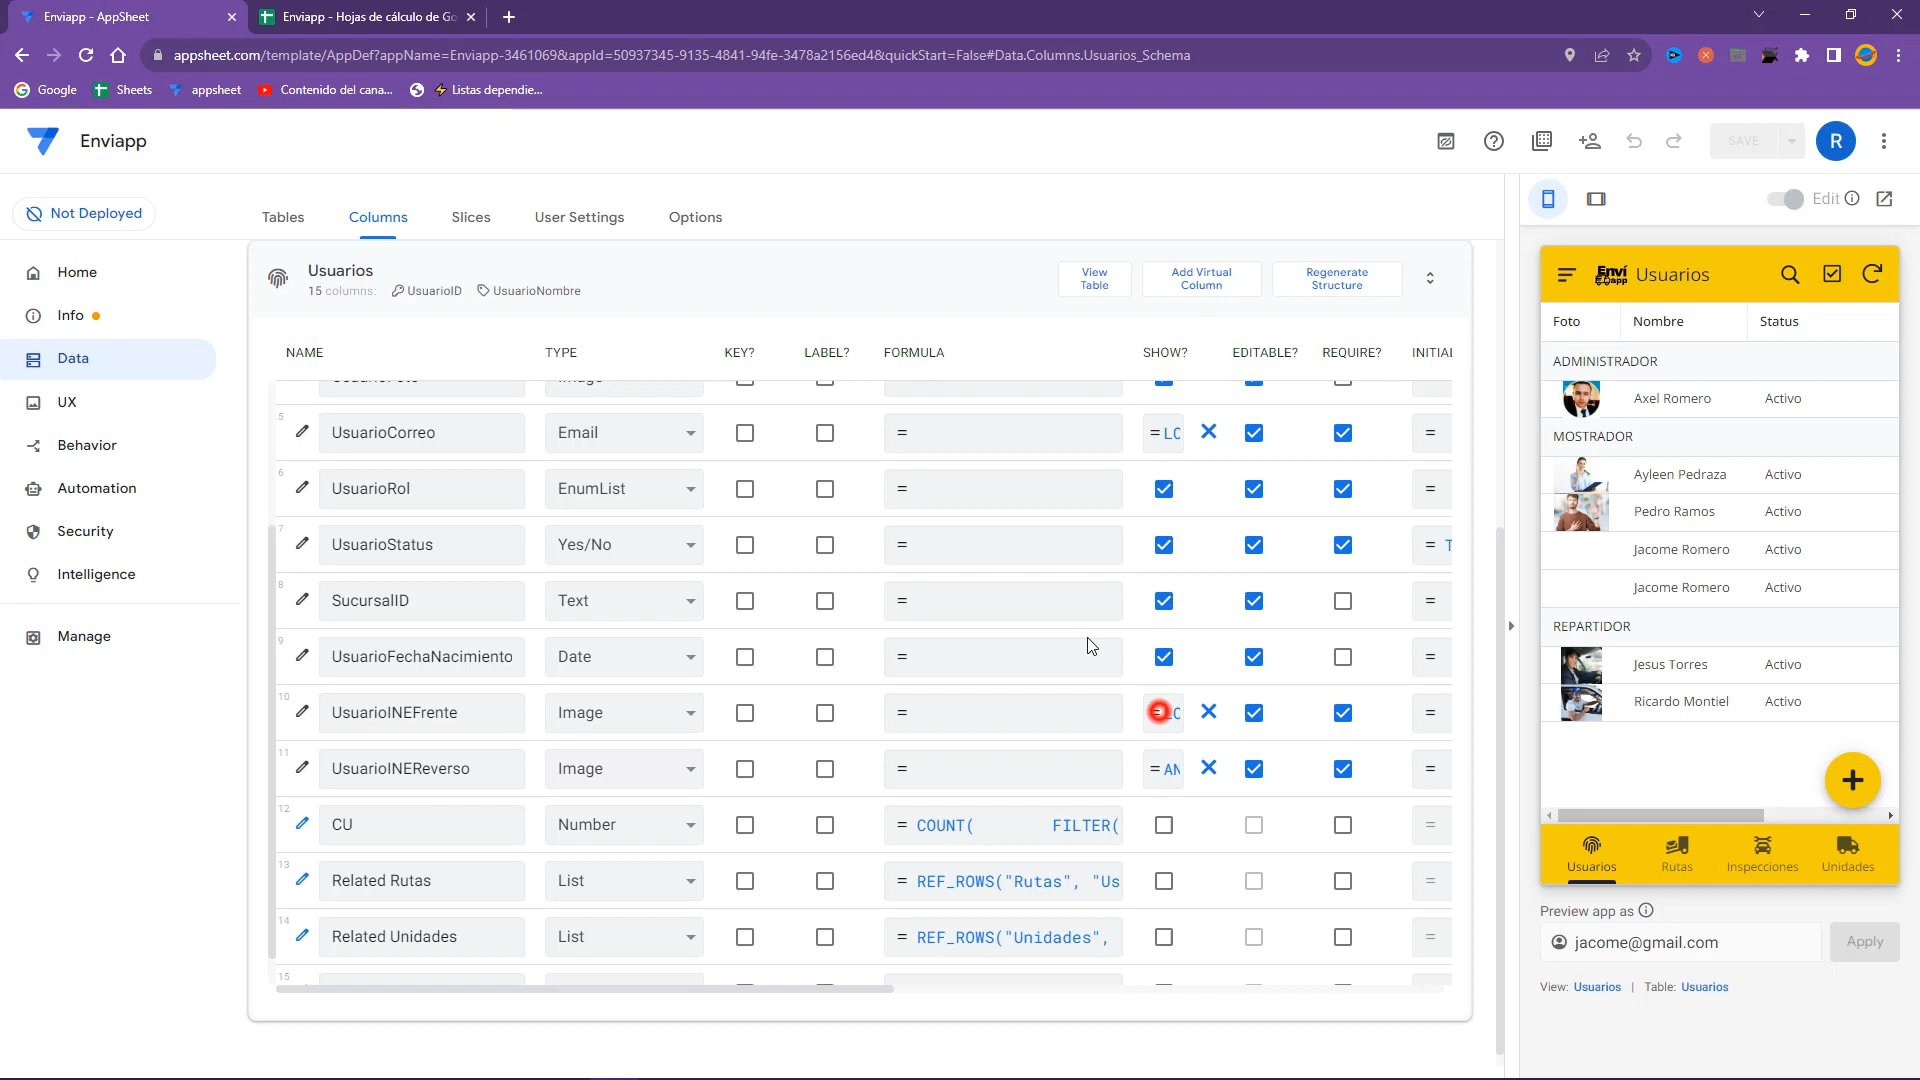 Enviapp - AppSheet
Enviapp - Hojas de cálculo de Go
appsheet.com/template/AppDef?appName=Enviapp-3461069&appId=50937345-9135-4841-94fe-3478a2156ed4&quickStart=False#Data.Columns.Usuarios_Schema
Google Sheets appsheet Contenido del cana... Listas dependie...
Enviapp
SAVE
R
Not Deployed
Tables Columns Slices User Settings Options
Edit
Home
Info
Data
UX
Behavior
Automation
Security
Intelligence
Manage
Usuarios
15 columns: UsuarioID UsuarioNombre
View Table
Add Virtual Column
Regenerate Structure
NAME TYPE KEY? LABEL? FORMULA SHOW? EDITABLE? REQUIRE? INITIAL
5 UsuarioCorreo Email = = LO =
6 UsuarioRol EnumList = =
7 UsuarioStatus Yes/No = = T
8 SucursalID Text = =
9 UsuarioFechaNacimiento Date = =
10 UsuarioINEFrente Image = =
11 UsuarioINEReverso Image = = AN =
12 CU Number = COUNT( FILTER( =
13 Related Rutas List = REF_ROWS("Rutas", "Us =
14 Related Unidades List = REF_ROWS("Unidades", =
15
Enví app Usuarios
Foto Nombre Status
ADMINISTRADOR
Axel Romero Activo
MOSTRADOR
Ayleen Pedraza Activo
Pedro Ramos Activo
Jacome Romero Activo
Jacome Romero Activo
REPARTIDOR
Jesus Torres Activo
Ricardo Montiel Activo
Usuarios Rutas Inspecciones Unidades
Preview app as
jacome@gmail.com Apply
View: Usuarios | Table: Usuarios